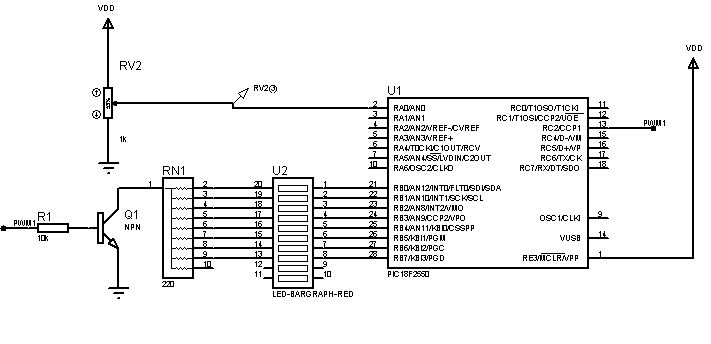 VDD
RV2
1k
RV2(3)
VDD
U1
2 RA0/AN0 RC0/T1OSO/T1CKI 11
3 RA1/AN1 RC1/T1OSI/CCP2/UOE 12
4 RA2/AN2/VREF-/CVREF RC2/CCP1 13 PWM1
5 RA3/AN3/VREF+ RC4/D-/VM 15
6 RA4/T0CKI/C1OUT/RCV RC5/D+/VP 16
7 RA5/AN4/SS/LVDIN/C2OUT RC6/TX/CK 17
10 RA6/OSC2/CLKO RC7/RX/DT/SDO 18
21 RB0/AN12/INT0/FLT0/SDI/SDA
22 RB1/AN10/INT1/SCK/SCL
23 RB2/AN8/INT2/VMO
24 RB3/AN9/CCP2/VPO OSC1/CLKI 9
25 RB4/AN11/KBI0/CSSPP
26 RB5/KBI1/PGM VUSB 14
27 RB6/KBI2/PGC
28 RB7/KBI3/PGD RE3/MCLR/VPP 1
PIC18F2550
RN1
1
2
3
4
5
6
7
8
9
10
220
U2
20 1
19 2
18 3
17 4
16 5
15 6
14 7
13 8
12 9
11 10
LED-BARGRAPH-RED
PWM1
R1
10k
Q1
NPN